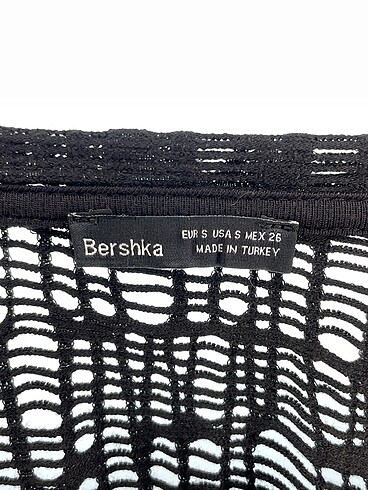 Bershka
EUR S USA S MEX 26
MADE IN TURKEY